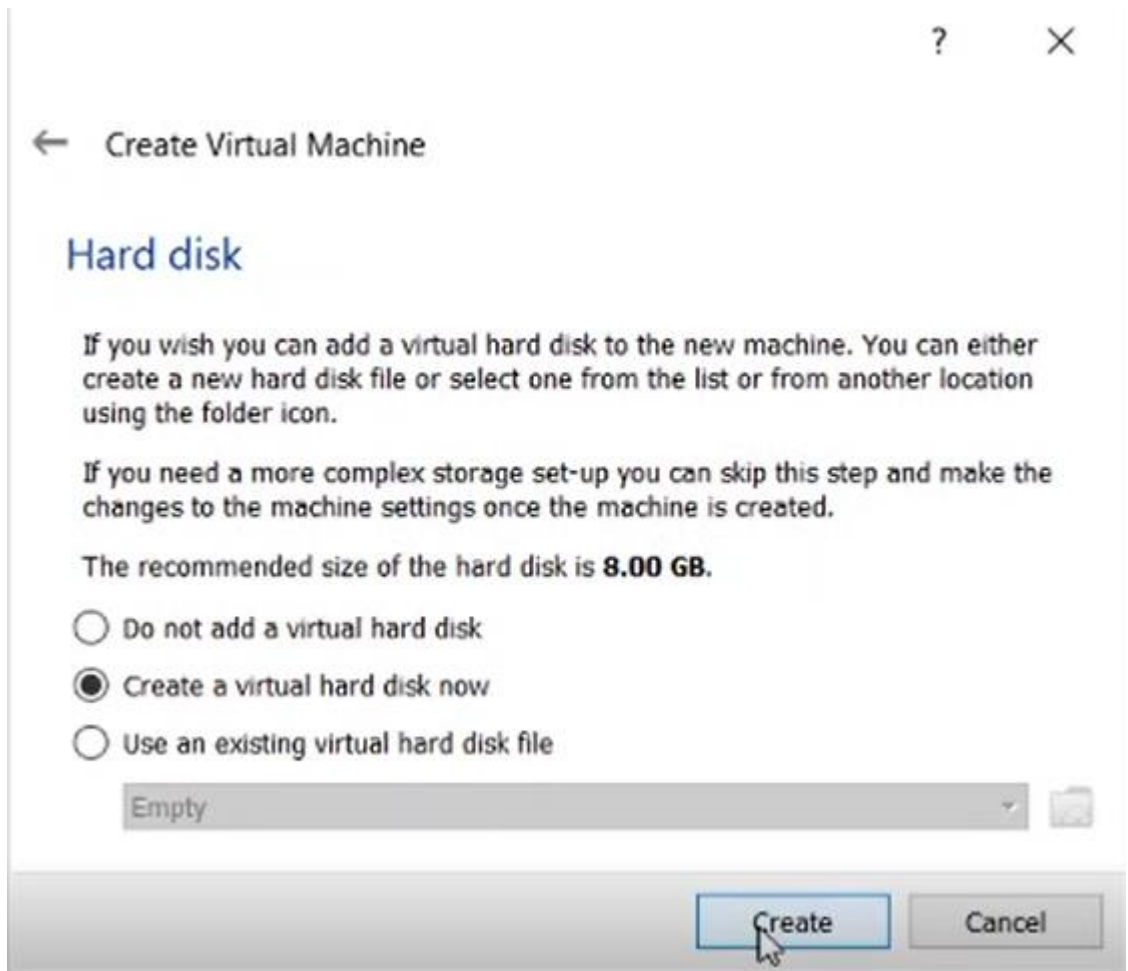 ?
Create Virtual Machine
Hard disk
If you wish you can add a virtual hard disk to the new machine. You can either
create a new hard disk file or select one from the list or from another location
using the folder icon.
If you need a more complex storage set-up you can skip this step and make the
changes to the machine settings once the machine is created.
The recommended size of the hard disk is 8.00 GB.
Do not add a virtual hard disk
Create a virtual hard disk now
Use an existing virtual hard disk file
Empty
Create Cancel